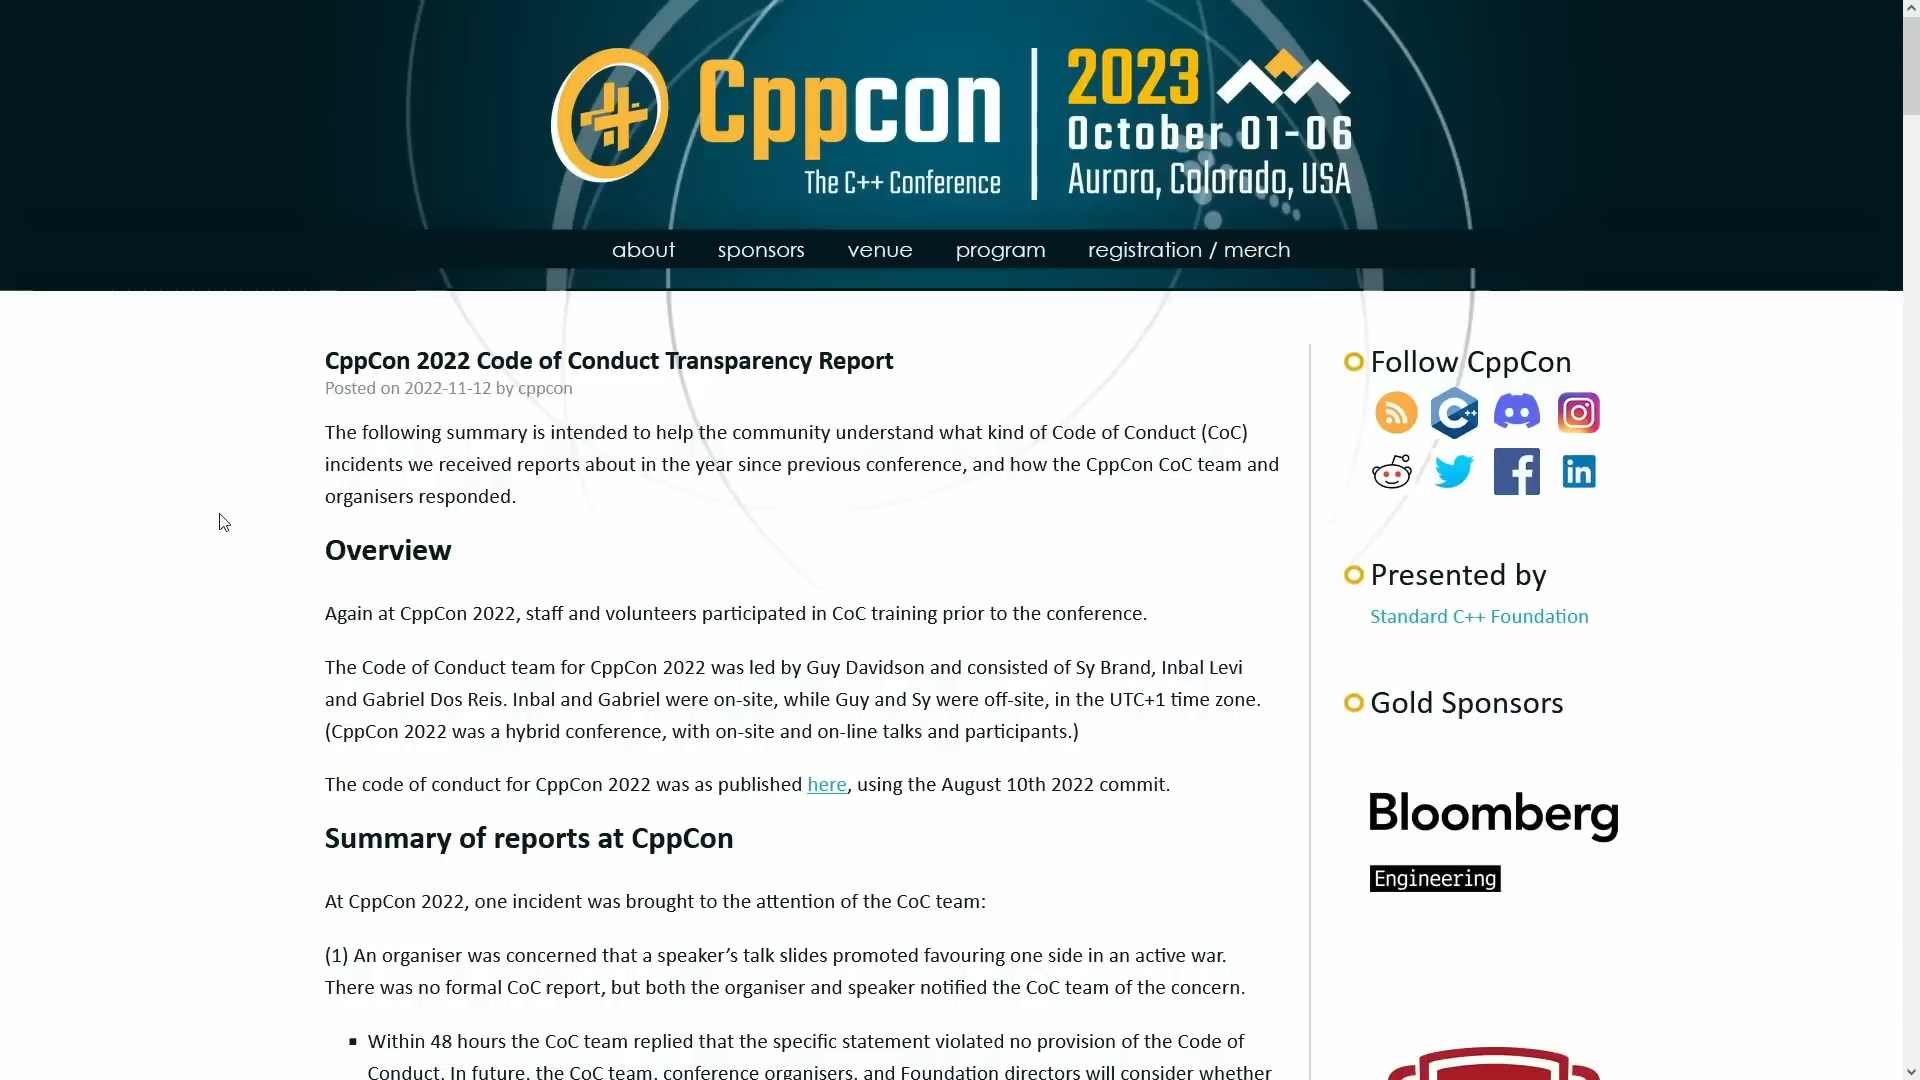 Cppcon
The C++ Conference
2023
October 01-06
Aurora, Colorado, USA
about sponsors venue program registration / merch
CppCon 2022 Code of Conduct Transparency Report
Posted on 2022-11-12 by cppcon
The following summary is intended to help the community understand what kind of Code of Conduct (CoC)
incidents we received reports about in the year since previous conference, and how the CppCon CoC team and
organisers responded.
Overview
Again at CppCon 2022, staff and volunteers participated in CoC training prior to the conference.
The Code of Conduct team for CppCon 2022 was led by Guy Davidson and consisted of Sy Brand, Inbal Levi
and Gabriel Dos Reis. Inbal and Gabriel were on-site, while Guy and Sy were off-site, in the UTC+1 time zone.
(CppCon 2022 was a hybrid conference, with on-site and on-line talks and participants.)
The code of conduct for CppCon 2022 was as published here, using the August 10th 2022 commit.
Summary of reports at CppCon
At CppCon 2022, one incident was brought to the attention of the CoC team:
(1) An organiser was concerned that a speaker’s talk slides promoted favouring one side in an active war.
There was no formal CoC report, but both the organiser and speaker notified the CoC team of the concern.
Within 48 hours the CoC team replied that the specific statement violated no provision of the Code of
Conduct. In future, the CoC team, conference organisers, and Foundation directors will consider whether
Follow CppCon
C++
in
Presented by
Standard C++ Foundation
Gold Sponsors
Bloomberg
Engineering